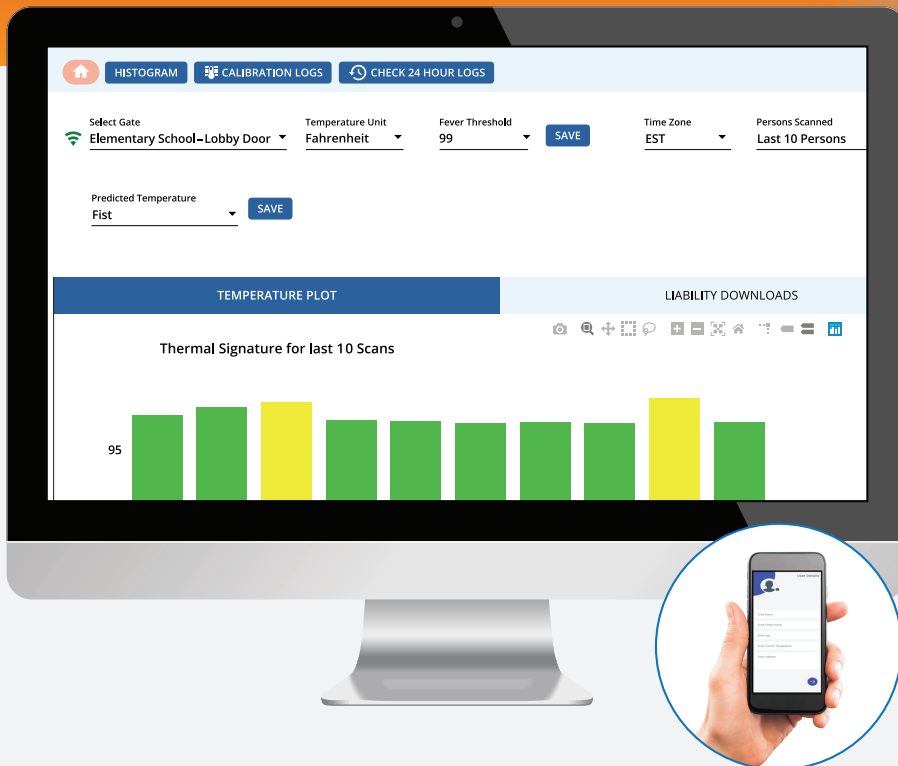 HISTOGRAM
CALIBRATION LOGS
CHECK 24 HOUR LOGS
Select Gate
Temperature Unit
Fever Threshold
Time Zone
Persons Scanned
Elementary School–Lobby Door
Fahrenheit
99
SAVE
EST
Last 10 Persons
Predicted Temperature
Fist
SAVE
TEMPERATURE PLOT
LIABILITY DOWNLOADS
Thermal Signature for last 10 Scans
95